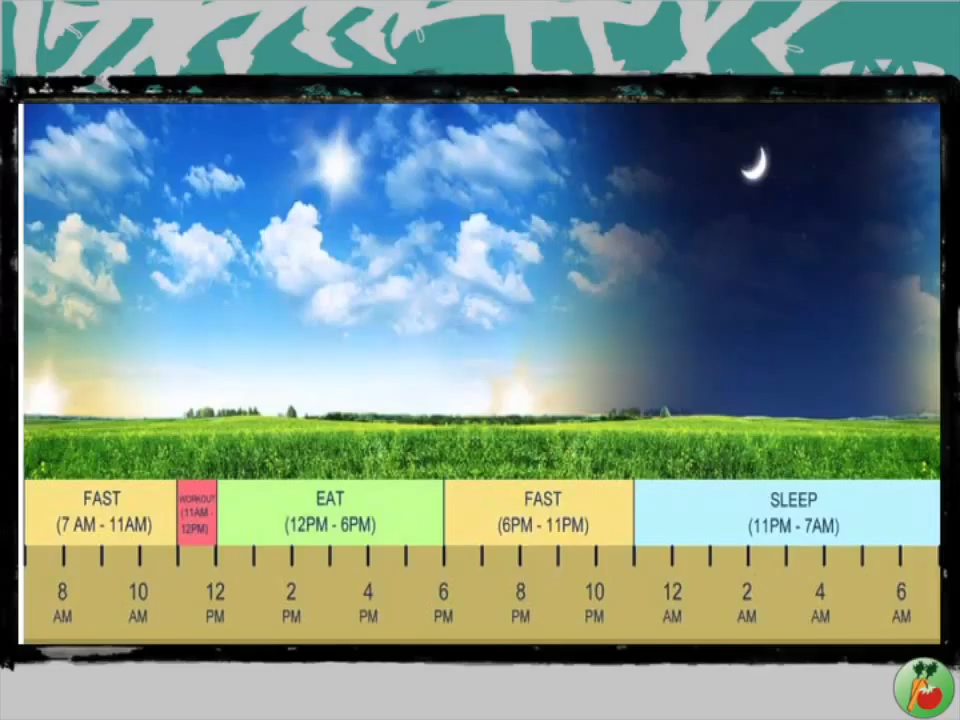 FAST
(7 AM - 11AM)
WORKOUT
(11AM -
12PM)
EAT
(12PM - 6PM)
FAST
(6PM - 11PM)
SLEEP
(11PM - 7AM)
8 10 12 2 4 6 8 10 12 2 4 6
AM AM PM PM PM PM PM PM AM AM AM AM